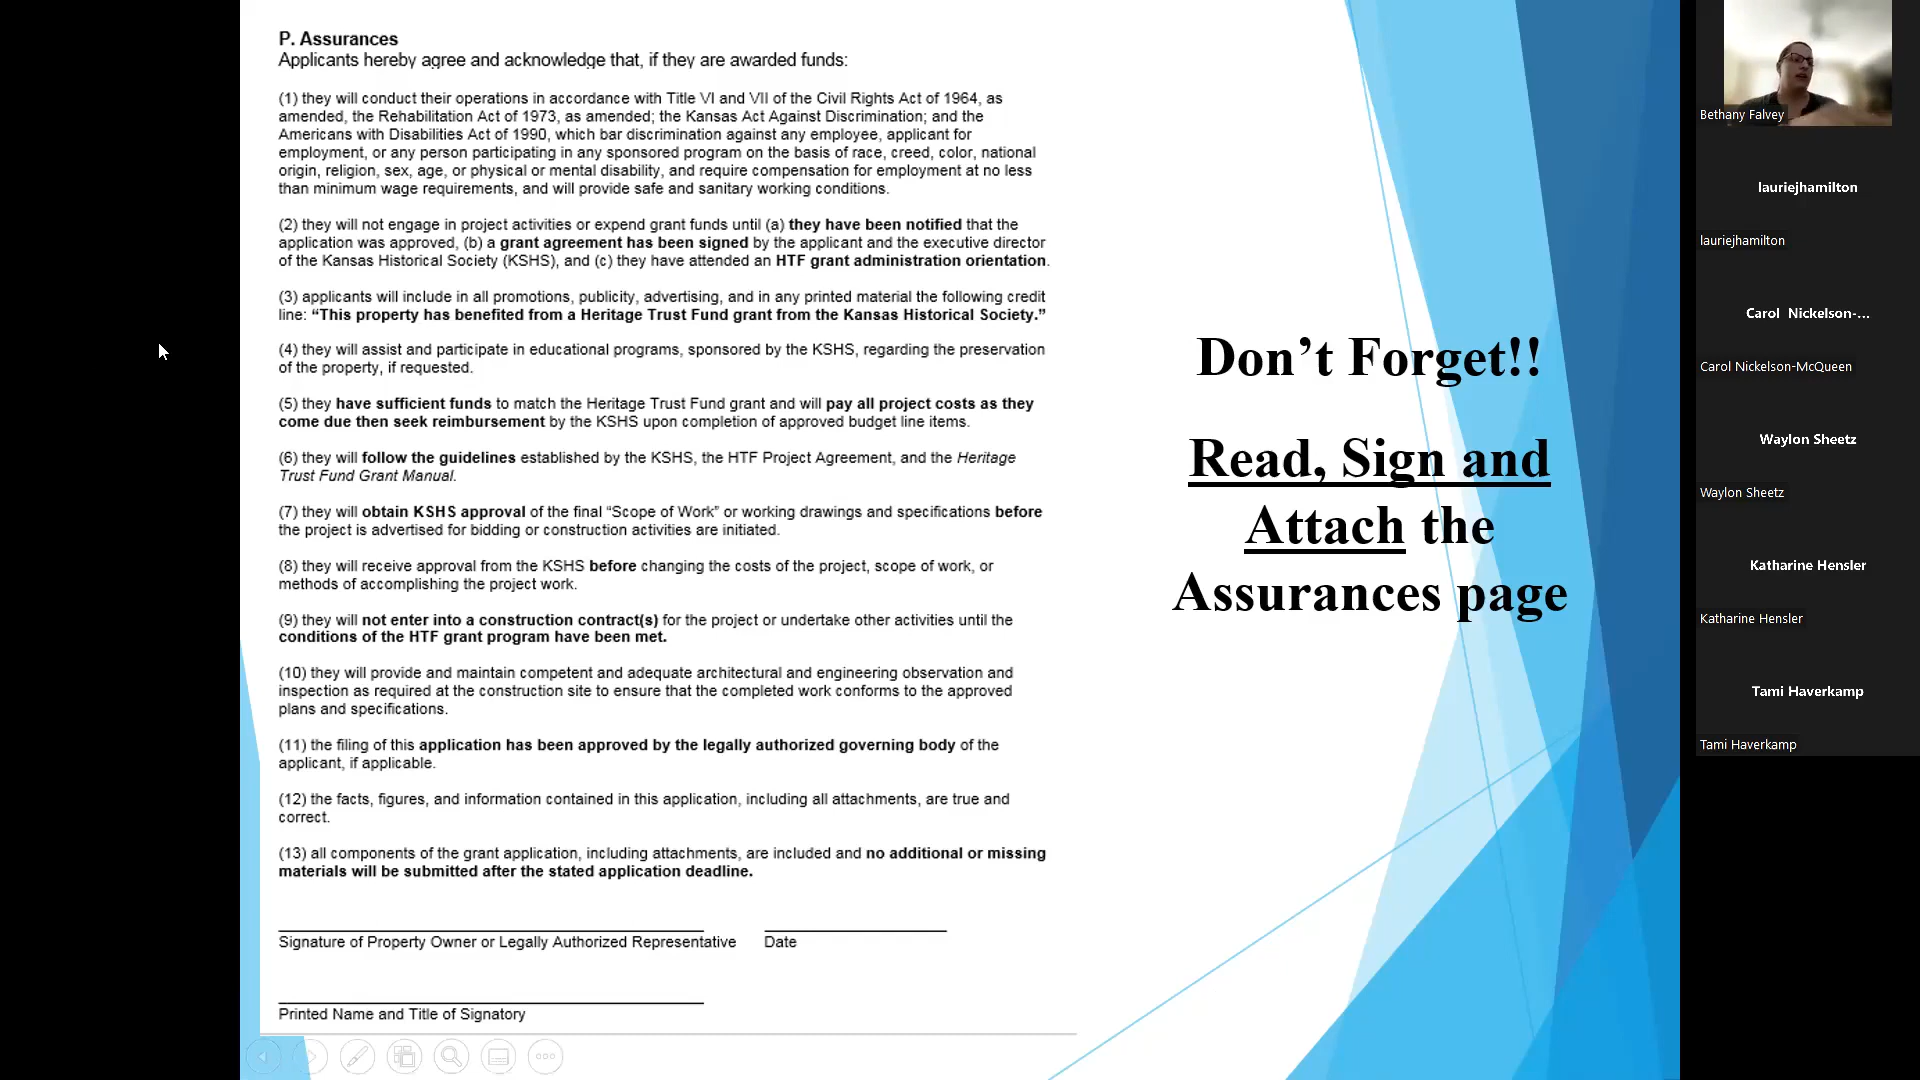 P. Assurances
Applicants hereby agree and acknowledge that, if they are awarded funds:
(1) they will conduct their operations in accordance with Title VI and VII of the Civil Rights Act of 1964, as
amended, the Rehabilitation Act of 1973, as amended; the Kansas Act Against Discrimination; and the
Americans with Disabilities Act of 1990, which bar discrimination against any employee, applicant for
employment, or any person participating in any sponsored program on the basis of race, creed, color, national
origin, religion, sex, age, or physical or mental disability, and require compensation for employment at no less
than minimum wage requirements, and will provide safe and sanitary working conditions.
(2) they will not engage in project activities or expend grant funds until (a) they have been notified that the
application was approved, (b) a grant agreement has been signed by the applicant and the executive director
of the Kansas Historical Society (KSHS), and (c) they have attended an HTF grant administration orientation.
(3) applicants will include in all promotions, publicity, advertising, and in any printed material the following credit
line: “This property has benefited from a Heritage Trust Fund grant from the Kansas Historical Society.”
(4) they will assist and participate in educational programs, sponsored by the KSHS, regarding the preservation
of the property, if requested.
(5) they have sufficient funds to match the Heritage Trust Fund grant and will pay all project costs as they
come due then seek reimbursement by the KSHS upon completion of approved budget line items.
(6) they will follow the guidelines established by the KSHS, the HTF Project Agreement, and the Heritage
Trust Fund Grant Manual.
(7) they will obtain KSHS approval of the final “Scope of Work” or working drawings and specifications before
the project is advertised for bidding or construction activities are initiated.
(8) they will receive approval from the KSHS before changing the costs of the project, scope of work, or
methods of accomplishing the project work.
(9) they will not enter into a construction contract(s) for the project or undertake other activities until the
conditions of the HTF grant program have been met.
(10) they will provide and maintain competent and adequate architectural and engineering observation and
inspection as required at the construction site to ensure that the completed work conforms to the approved
plans and specifications.
(11) the filing of this application has been approved by the legally authorized governing body of the
applicant, if applicable.
(12) the facts, figures, and information contained in this application, including all attachments, are true and
correct.
(13) all components of the grant application, including attachments, are included and no additional or missing
materials will be submitted after the stated application deadline.
Signature of Property Owner or Legally Authorized Representative Date
Printed Name and Title of Signatory
Don’t Forget!!
Read, Sign and
Attach the
Assurances page
Bethany Falvey
lauriejhamilton
lauriejhamilton
Carol Nickelson-...
Carol Nickelson-McQueen
Waylon Sheetz
Waylon Sheetz
Katharine Hensler
Katharine Hensler
Tami Haverkamp
Tami Haverkamp